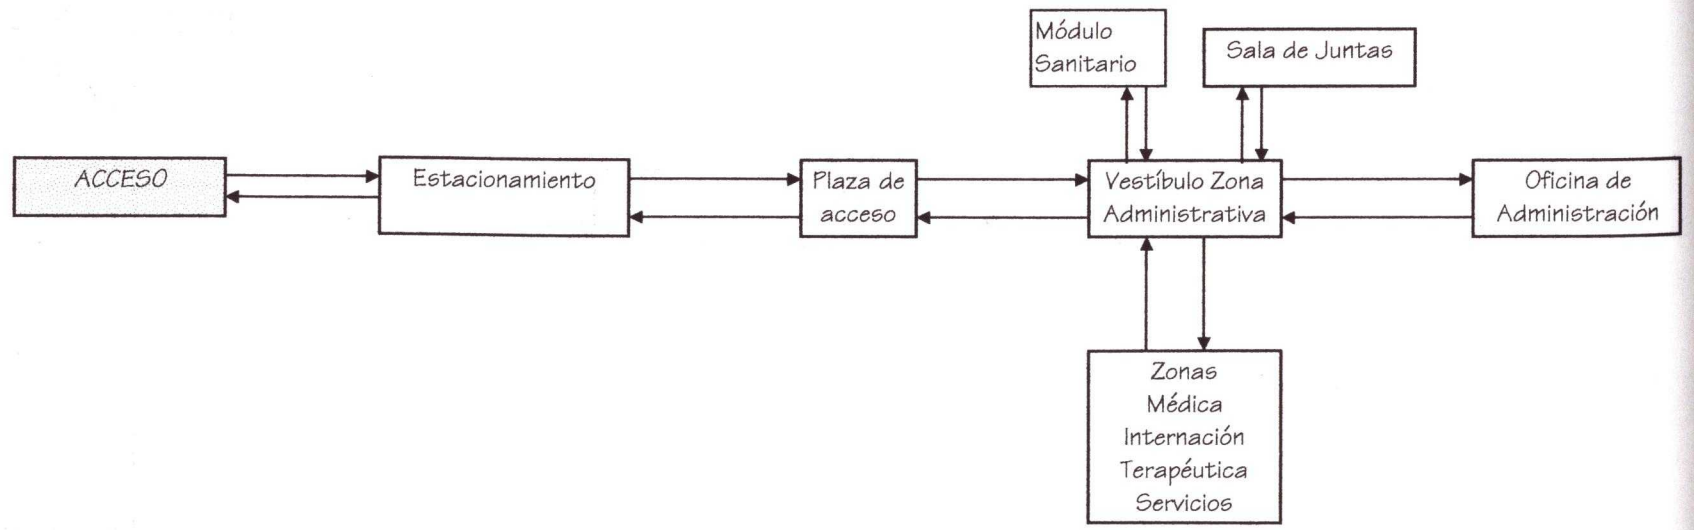 Módulo
Sanitario
Sala de Juntas
ACCESO
Estacionamiento
Plaza de
acceso
Vestíbulo Zona
Administrativa
Oficina de
Administración
Zonas
Médica
Internación
Terapéutica
Servicios